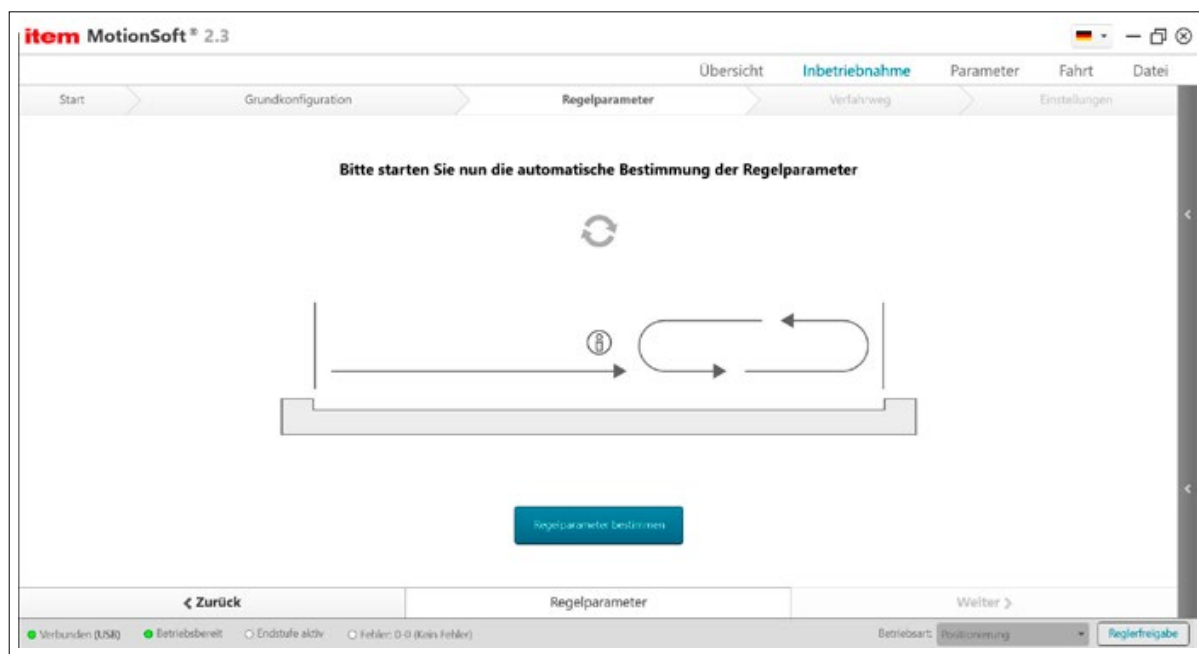 item MotionSoft® 2.3
Übersicht Inbetriebnahme Parameter Fahrt Datei
Start Grundkonfiguration Regelparameter Verfahrweg Einstellungen
Bitte starten Sie nun die automatische Bestimmung der Regelparameter
Regelparameter bestimmen
< Zurück Regelparameter Weiter >
Verbunden (USB) Betriebsbereit Endstufe aktiv Fehler: 0-0 (Kein Fehler) Betriebsart: Positionierung Reglerfreigabe